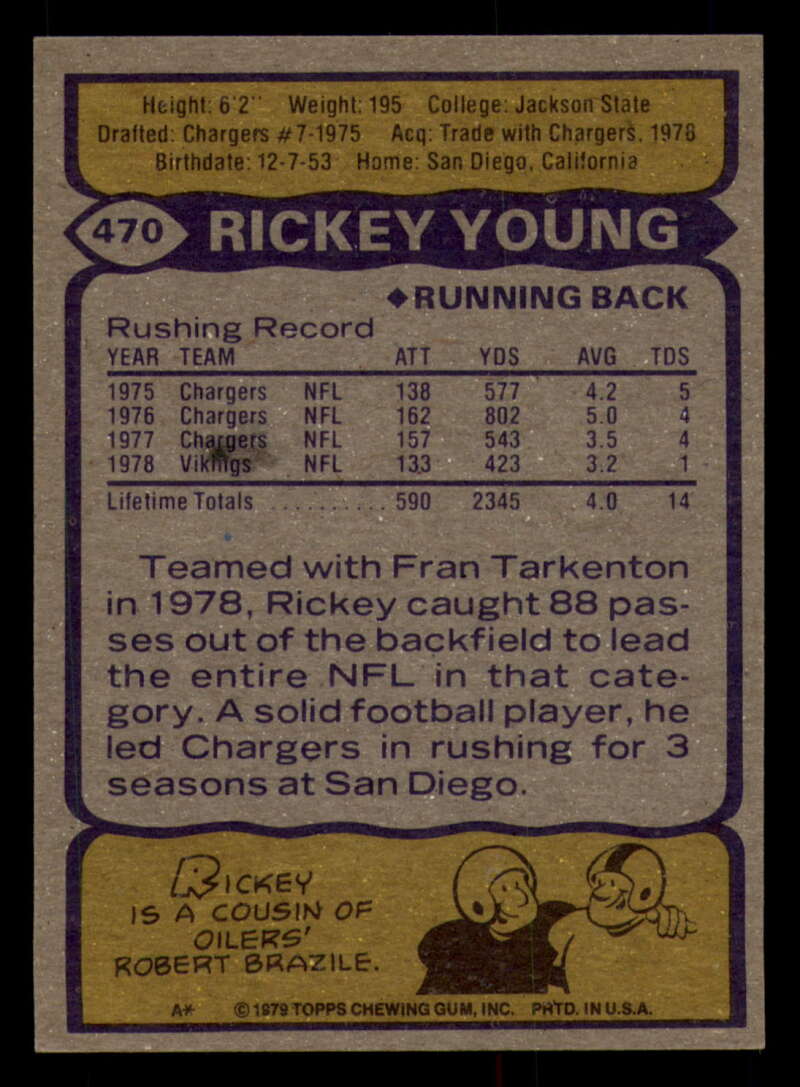 Height: 6'2" Weight: 195 College: Jackson State
Drafted: Chargers #7-1975 Acq: Trade with Chargers, 1978
Birthdate: 12-7-53 Home: San Diego, California
470 RICKEY YOUNG
◆RUNNING BACK
Rushing Record
YEAR TEAM ATT YDS AVG TDS
1975 Chargers NFL 138 577 4.2 5
1976 Chargers NFL 162 802 5.0 4
1977 Chargers NFL 157 543 3.5 4
1978 Vikings NFL 133 423 3.2 1
Lifetime Totals .......... 590 2345 4.0 14
Teamed with Fran Tarkenton
in 1978, Rickey caught 88 pas-
ses out of the backfield to lead
the entire NFL in that cate-
gory. A solid football player, he
led Chargers in rushing for 3
seasons at San Diego.
RICKEY
IS A COUSIN OF
OILERS'
ROBERT BRAZILE.
A* ©1979 TOPPS CHEWING GUM, INC. PRTD. IN U.S.A.